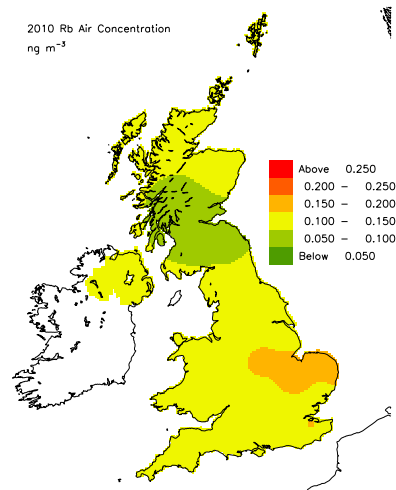 2010 Rb Air Concentration
ng m⁻³
Above 0.250
0.200 – 0.250
0.150 – 0.200
0.100 – 0.150
0.050 – 0.100
Below 0.050